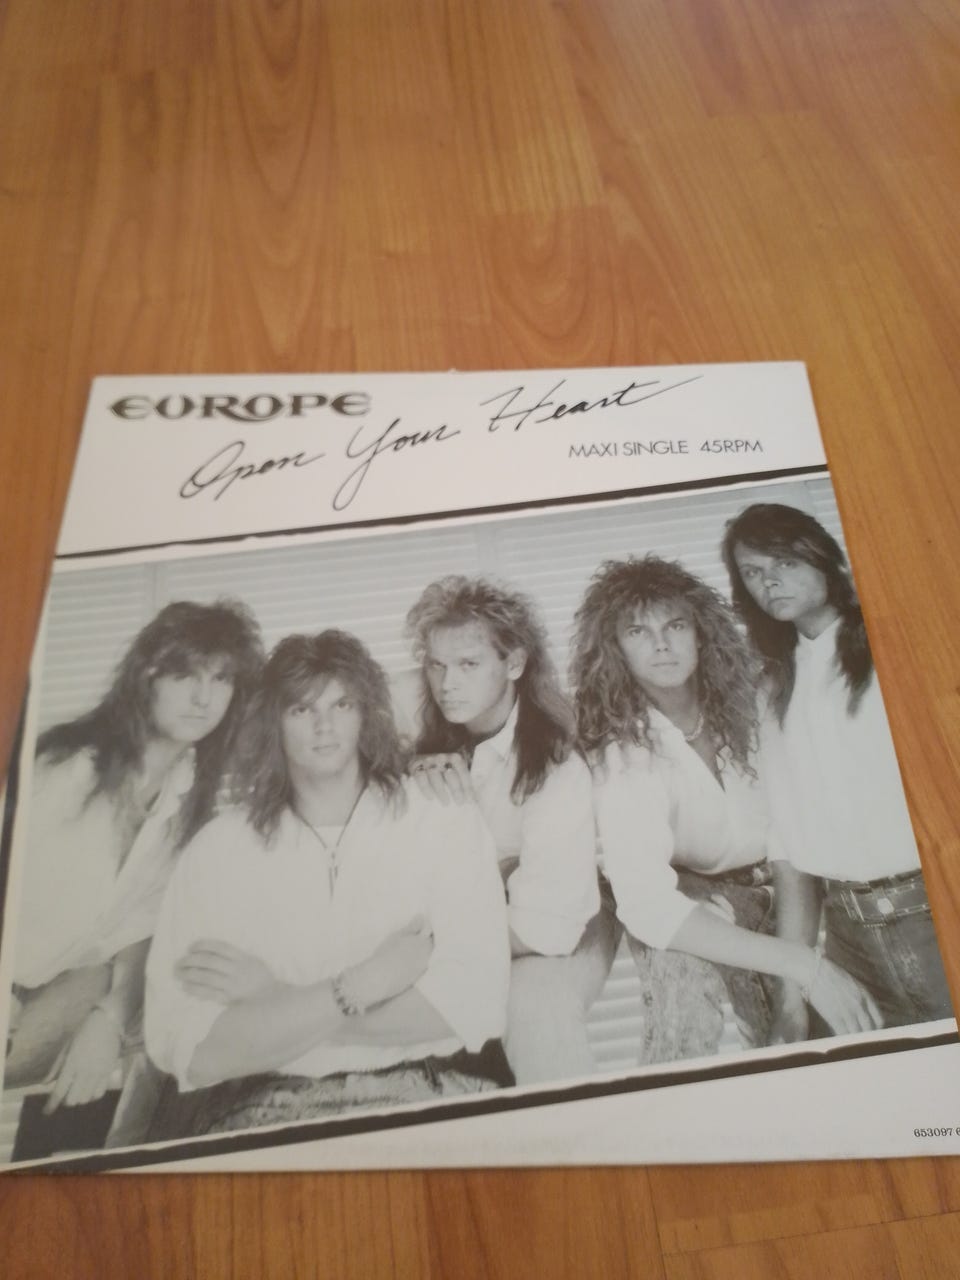 EUROPE
Open Your Heart
MAXI SINGLE 45RPM
653097 6